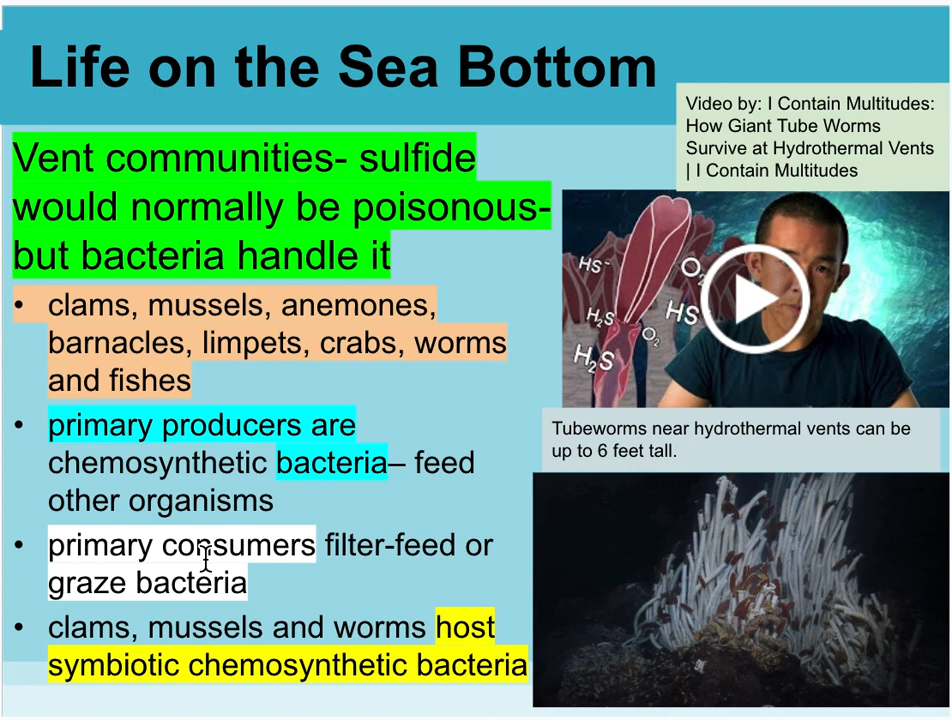 Life on the Sea Bottom
Video by: I Contain Multitudes:
How Giant Tube Worms
Survive at Hydrothermal Vents
| I Contain Multitudes
Vent communities- sulfide
would normally be poisonous-
but bacteria handle it
• clams, mussels, anemones,
barnacles, limpets, crabs, worms
and fishes
• primary producers are
chemosynthetic bacteria– feed
other organisms
• primary consumers filter-feed or
graze bacteria
• clams, mussels and worms host
symbiotic chemosynthetic bacteria
HS⁻
O₂
H₂S
HS
O₂
H₂S
Tubeworms near hydrothermal vents can be
up to 6 feet tall.